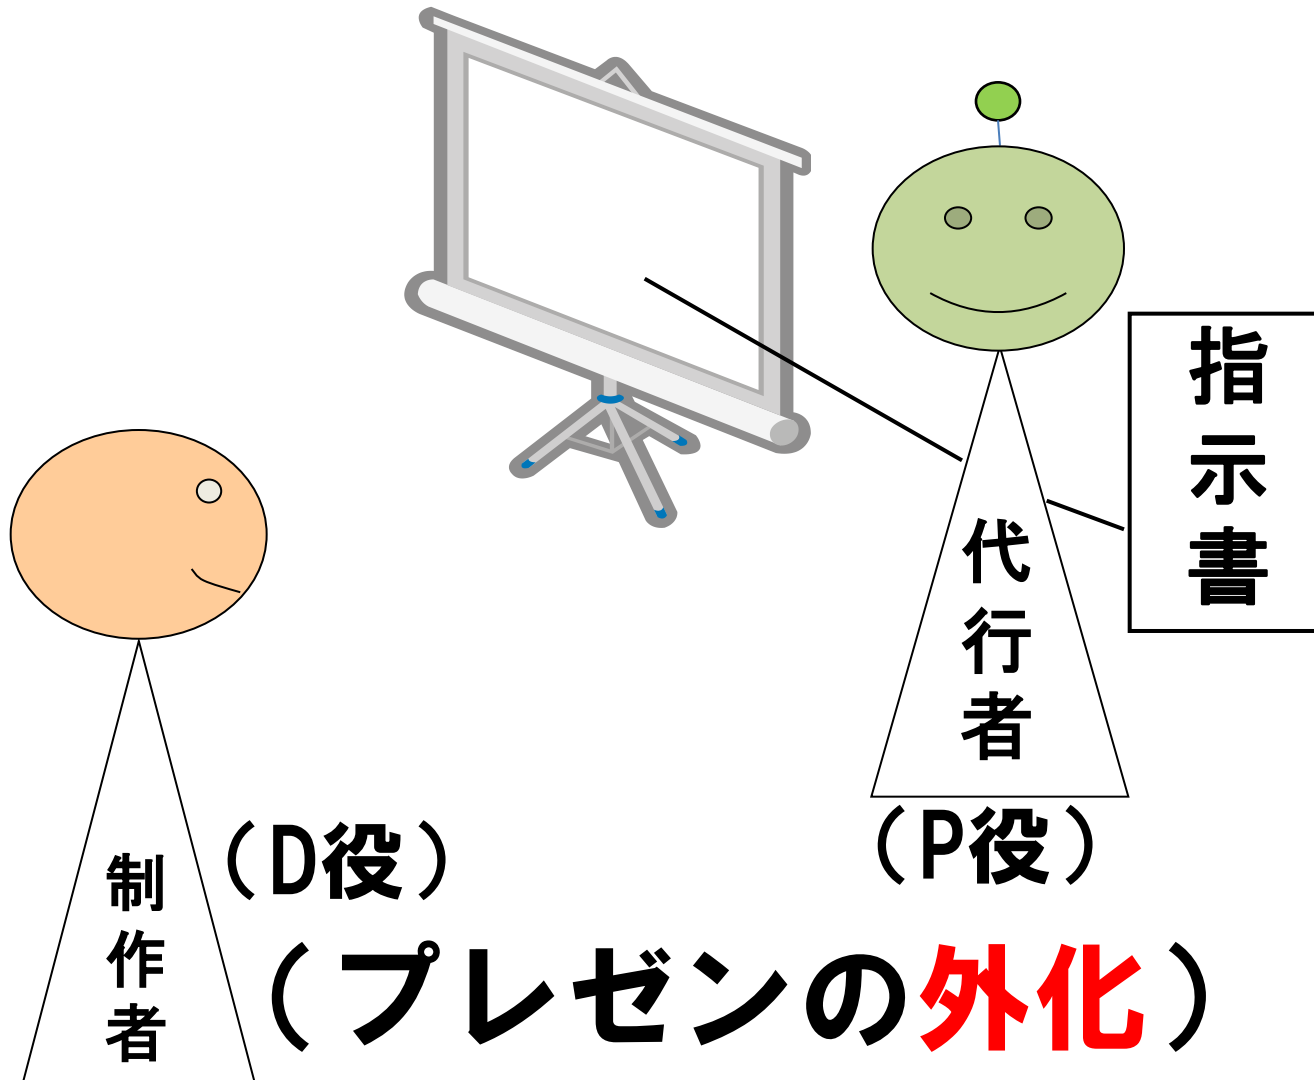 指示書
代行者
（P役）
制作者
（D役）
（プレゼンの外化）